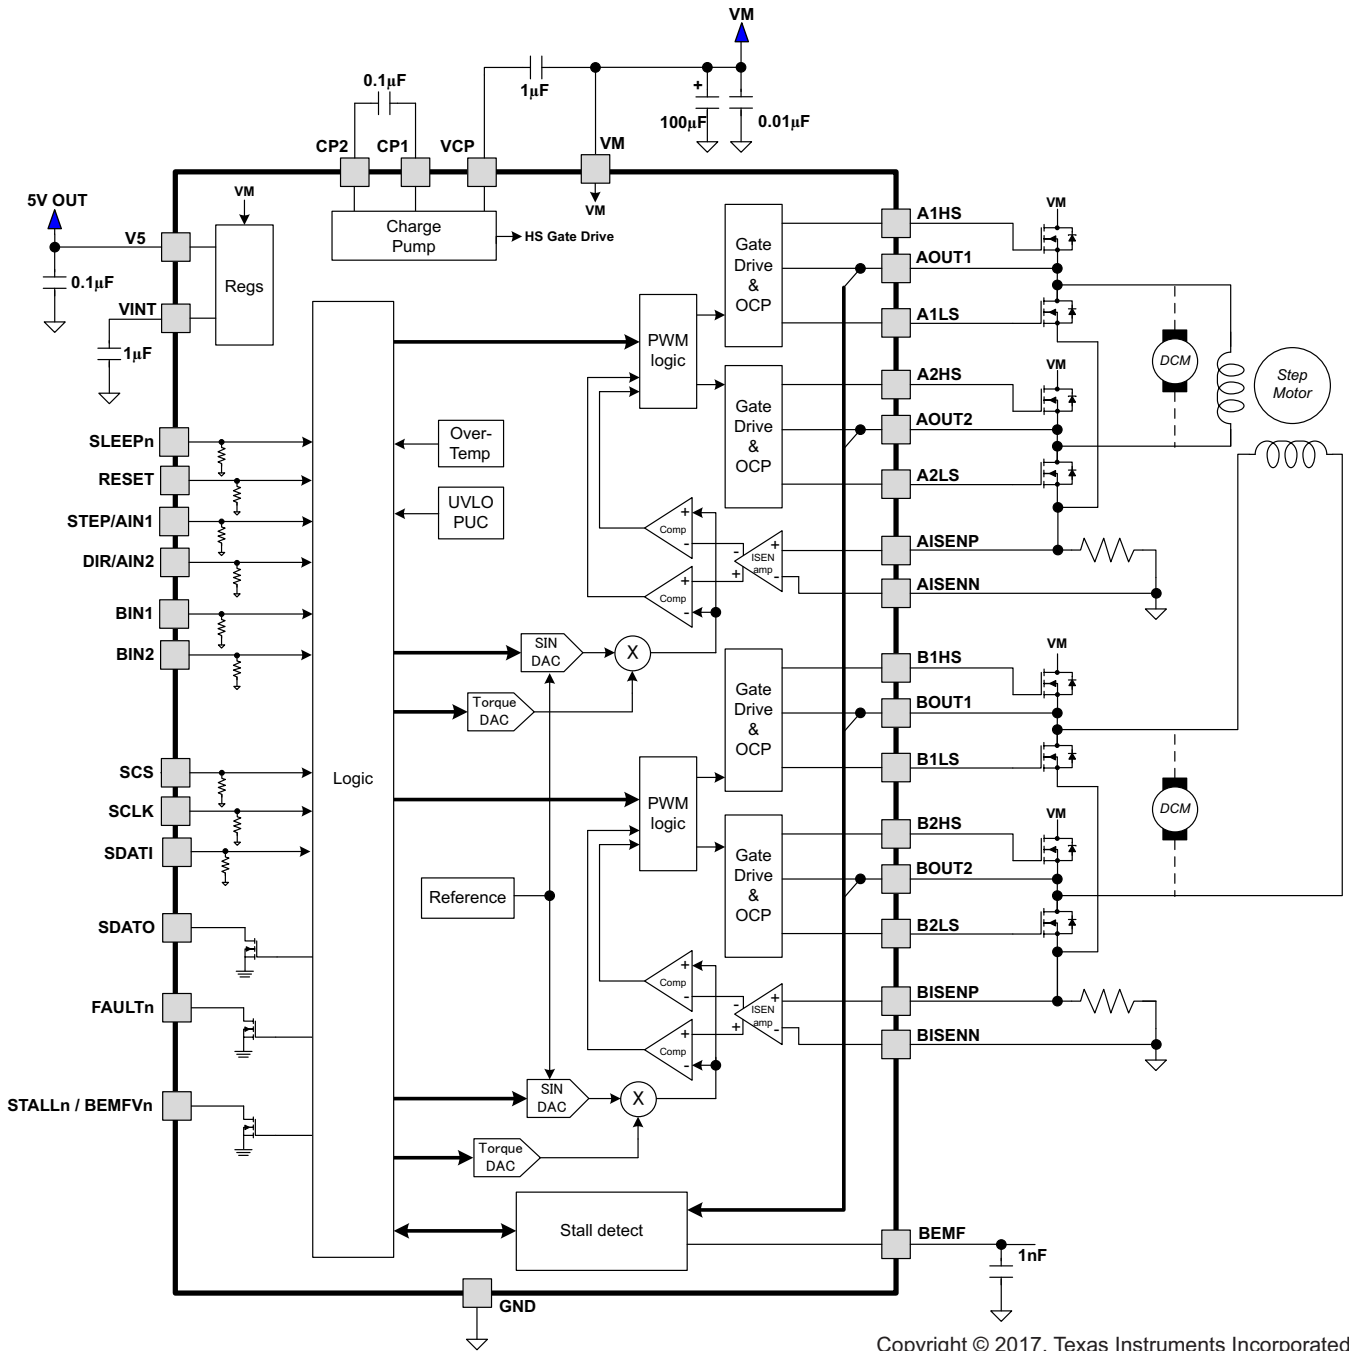 VM
0.1µF
1µF
+
100µF
0.01µF
CP2
CP1
VCP
VM
5V OUT
VM
VM
V5
Charge
Pump
HS Gate Drive
0.1µF
Regs
VINT
1µF
A1HS
VM
Gate
Drive
&
OCP
AOUT1
A1LS
PWM
logic
DCM
Step
Motor
A2HS
VM
Gate
Drive
&
OCP
AOUT2
A2LS
SLEEPn
Over-
Temp
RESET
UVLO
PUC
STEP/AIN1
DIR/AIN2
+
Comp
-
-
+
ISEN
amp
+
-
+
Comp
-
AISENP
AISENN
BIN1
BIN2
SIN
DAC
X
Torque
DAC
B1HS
VM
Gate
Drive
&
OCP
BOUT1
B1LS
SCS
SCLK
SDATI
Logic
PWM
logic
DCM
B2HS
VM
Gate
Drive
&
OCP
BOUT2
B2LS
Reference
SDATO
FAULTn
+
Comp
-
-
+
ISEN
amp
+
-
+
Comp
-
BISENP
BISENN
STALLn / BEMFVn
SIN
DAC
X
Torque
DAC
Stall detect
BEMF
1nF
GND
Copyright © 2017, Texas Instruments Incorporated